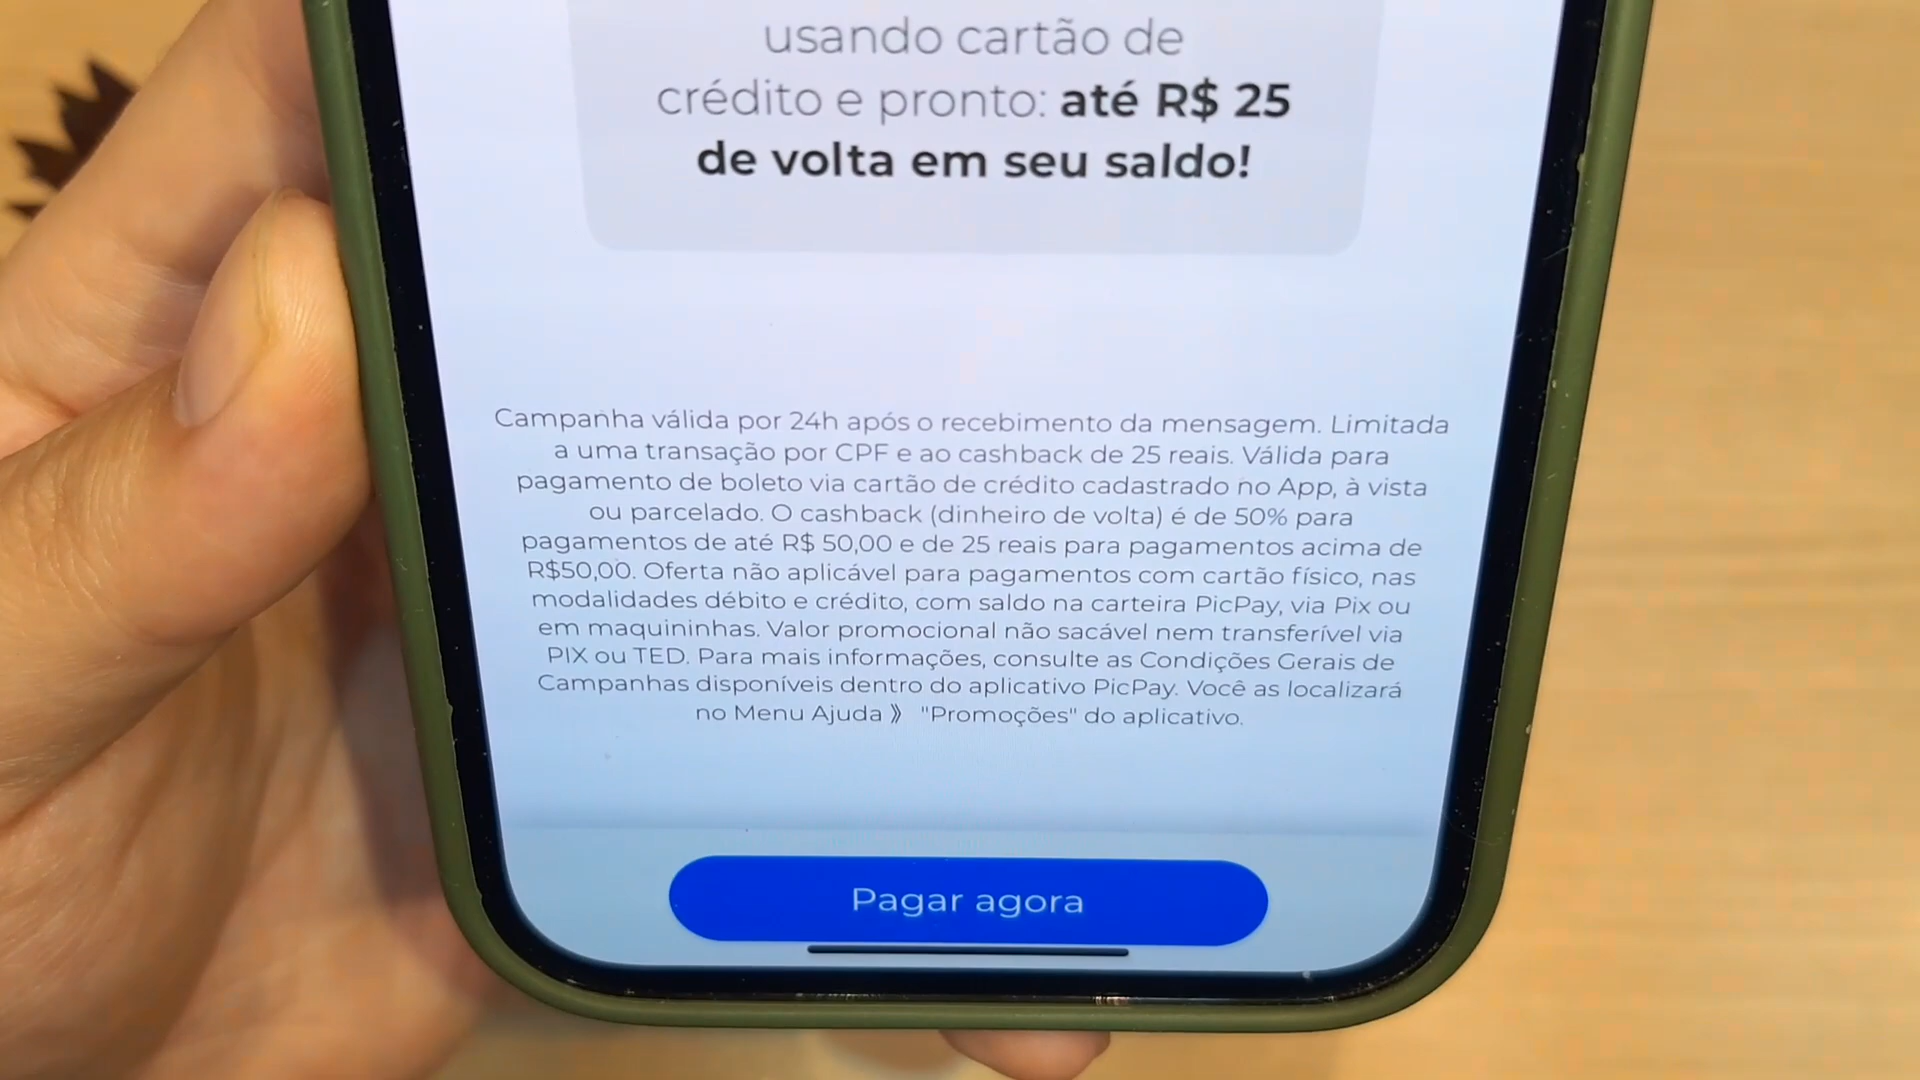 usando cartão de
crédito e pronto: até R$ 25
de volta em seu saldo!
Campanha válida por 24h após o recebimento da mensagem. Limitada
a uma transação por CPF e ao cashback de 25 reais. Válida para
pagamento de boleto via cartão de crédito cadastrado no App, à vista
ou parcelado. O cashback (dinheiro de volta) é de 50% para
pagamentos de até R$ 50,00 e de 25 reais para pagamentos acima de
R$50,00. Oferta não aplicável para pagamentos com cartão físico, nas
modalidades débito e crédito, com saldo na carteira PicPay, via Pix ou
em maquininhas. Valor promocional não sacável nem transferível via
PIX ou TED. Para mais informações, consulte as Condições Gerais de
Campanhas disponíveis dentro do aplicativo PicPay. Você as localizará
no Menu Ajuda 》 "Promoções" do aplicativo.
Pagar agora